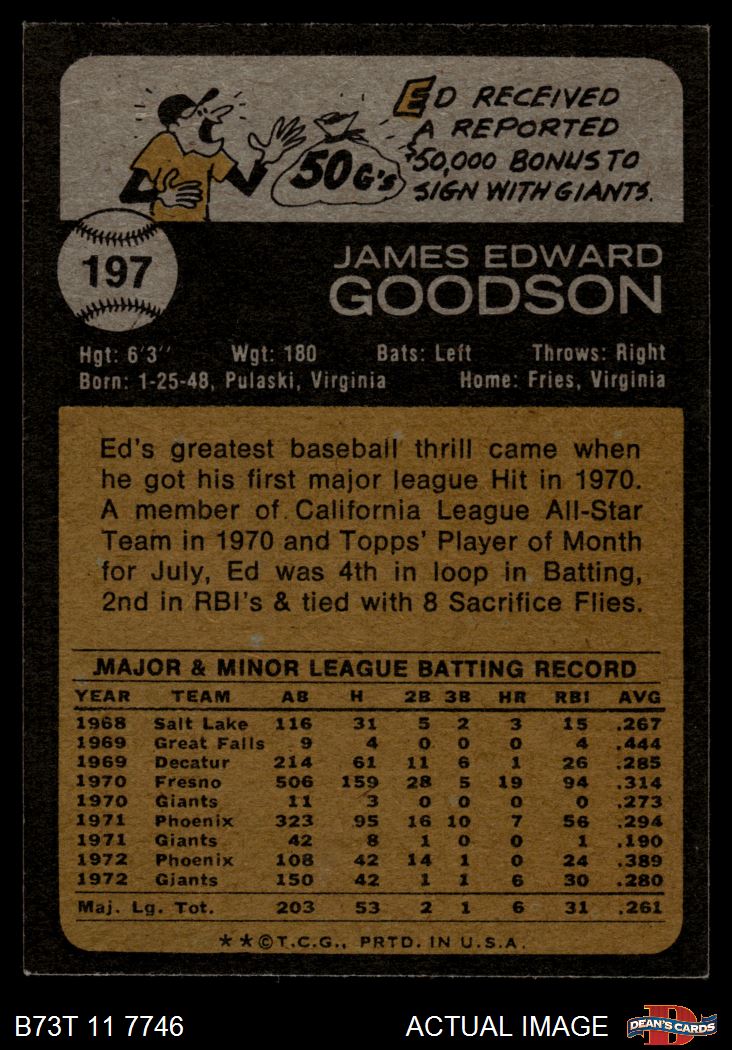 ED RECEIVED
A REPORTED
$50,000 BONUS TO
SIGN WITH GIANTS.
50 G's
197
JAMES EDWARD
GOODSON
Hgt: 6'3" Wgt: 180 Bats: Left Throws: Right
Born: 1-25-48, Pulaski, Virginia Home: Fries, Virginia
Ed's greatest baseball thrill came when
he got his first major league Hit in 1970.
A member of California League All-Star
Team in 1970 and Topps' Player of Month
for July, Ed was 4th in loop in Batting,
2nd in RBI's & tied with 8 Sacrifice Flies.
MAJOR & MINOR LEAGUE BATTING RECORD
YEAR TEAM AB H 2B 3B HR RBI AVG
1968 Salt Lake 116 31 5 2 3 15 .267
1969 Great Falls 9 4 0 0 0 4 .444
1969 Decatur 214 61 11 6 1 26 .285
1970 Fresno 506 159 28 5 19 94 .314
1970 Giants 11 3 0 0 0 0 .273
1971 Phoenix 323 95 16 10 7 56 .294
1971 Giants 42 8 1 0 0 1 .190
1972 Phoenix 108 42 14 1 0 24 .389
1972 Giants 150 42 1 1 6 30 .280
Maj. Lg. Tot. 203 53 2 1 6 31 .261
**©T.C.G., PRTD. IN U.S.A.
B73T 11 7746 ACTUAL IMAGE DEAN'S CARDS